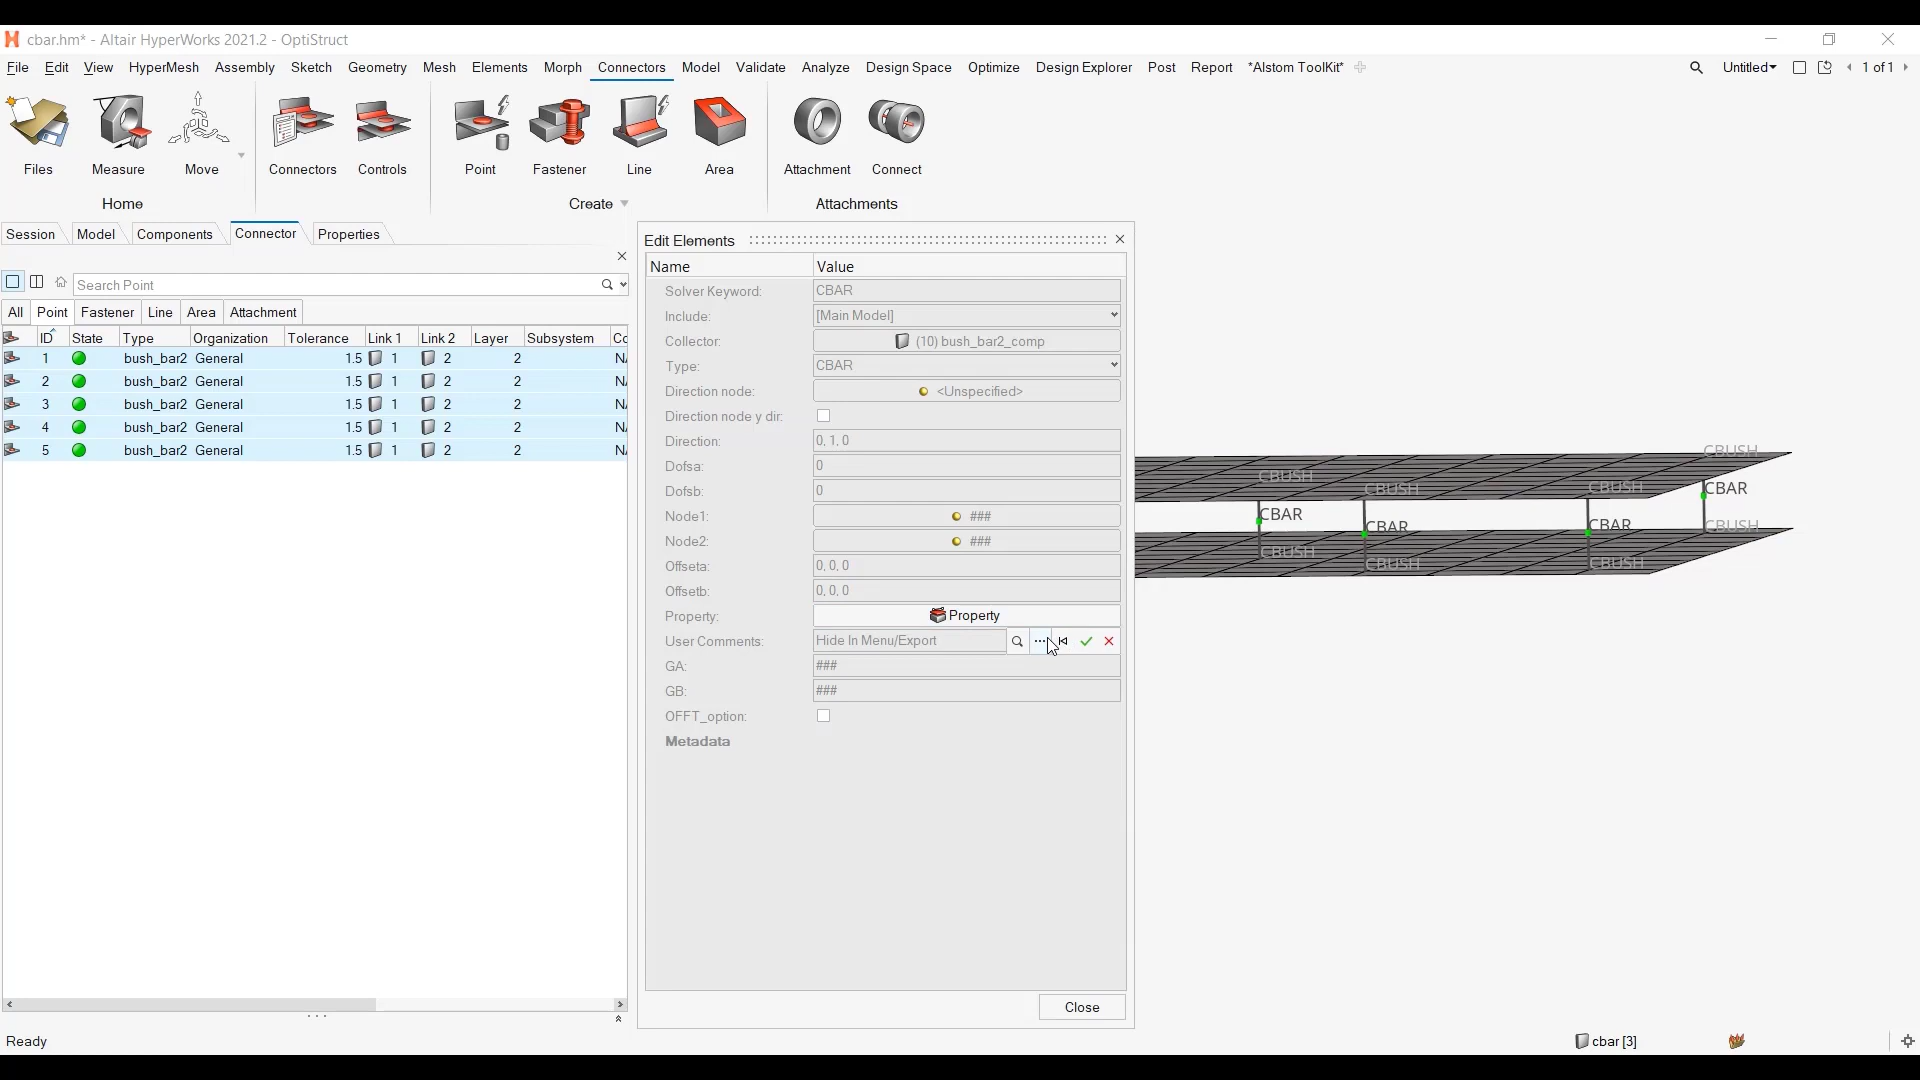 cbar.hm* - Altair HyperWorks 2021.2 - OptiStruct
File Edit View HyperMesh Assembly Sketch Geometry Mesh Elements Morph Connectors Model Validate Analyze Design Space Optimize Design Explorer Post Report *Alstom ToolKit* Untitled 1 of 1
Files Measure Move Connectors Controls Point Fastener Line Area Attachment Connect
Home Create Attachments
Session Model Components Connector Properties
Search Point
All Point Fastener Line Area Attachment
ID State Type Organization Tolerance Link 1 Link 2 Layer Subsystem Co
1 bush_bar2 General 1.5 1 2 2 N
2 bush_bar2 General 1.5 1 2 2 N
3 bush_bar2 General 1.5 1 2 2 N
4 bush_bar2 General 1.5 1 2 2 N
5 bush_bar2 General 1.5 1 2 2 N
Edit Elements
Name Value
Solver Keyword: CBAR
Include: [Main Model]
Collector: (10) bush_bar2_comp
Type: CBAR
Direction node: <Unspecified>
Direction node y dir:
Direction: 0, 1, 0
Dofsa: 0
Dofsb: 0
Node1: ###
Node2: ###
Offseta: 0, 0, 0
Offsetb: 0, 0, 0
Property: Property
User Comments: Hide In Menu/Export
GA: ###
GB: ###
OFFT_option:
Metadata
Close
CBUSH
CBUSH CBUSH CBUSH CBAR
CBAR CBAR CBAR CBUSH
CBUSH CBUSH CBUSH
Ready cbar [3]